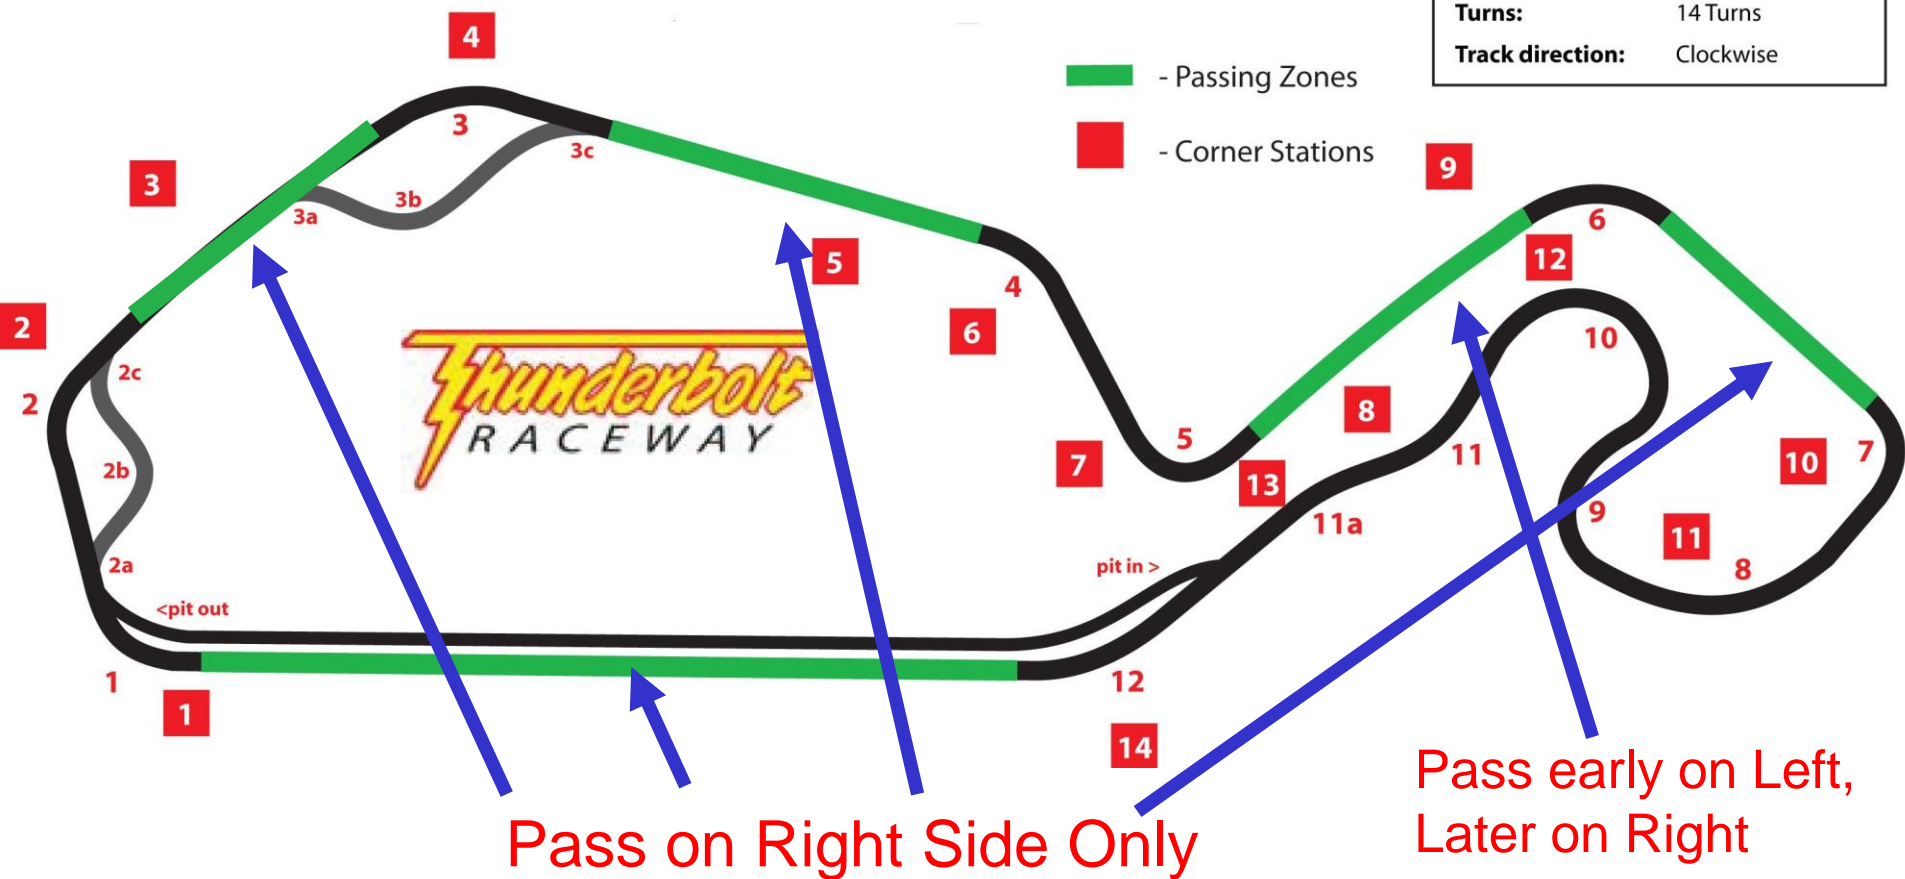 Turns: 14 Turns
Track direction: Clockwise
- Passing Zones
- Corner Stations
4
3
3c
3
3b
3a
9
6
12
5
4
6
2
2c
2
2b
2a
10
8
11
5
7
13
11a
10
7
9
11
8
Thunderbolt
RACEWAY
pit in >
<pit out
1
1
12
14
Pass on Right Side Only
Pass early on Left,
Later on Right